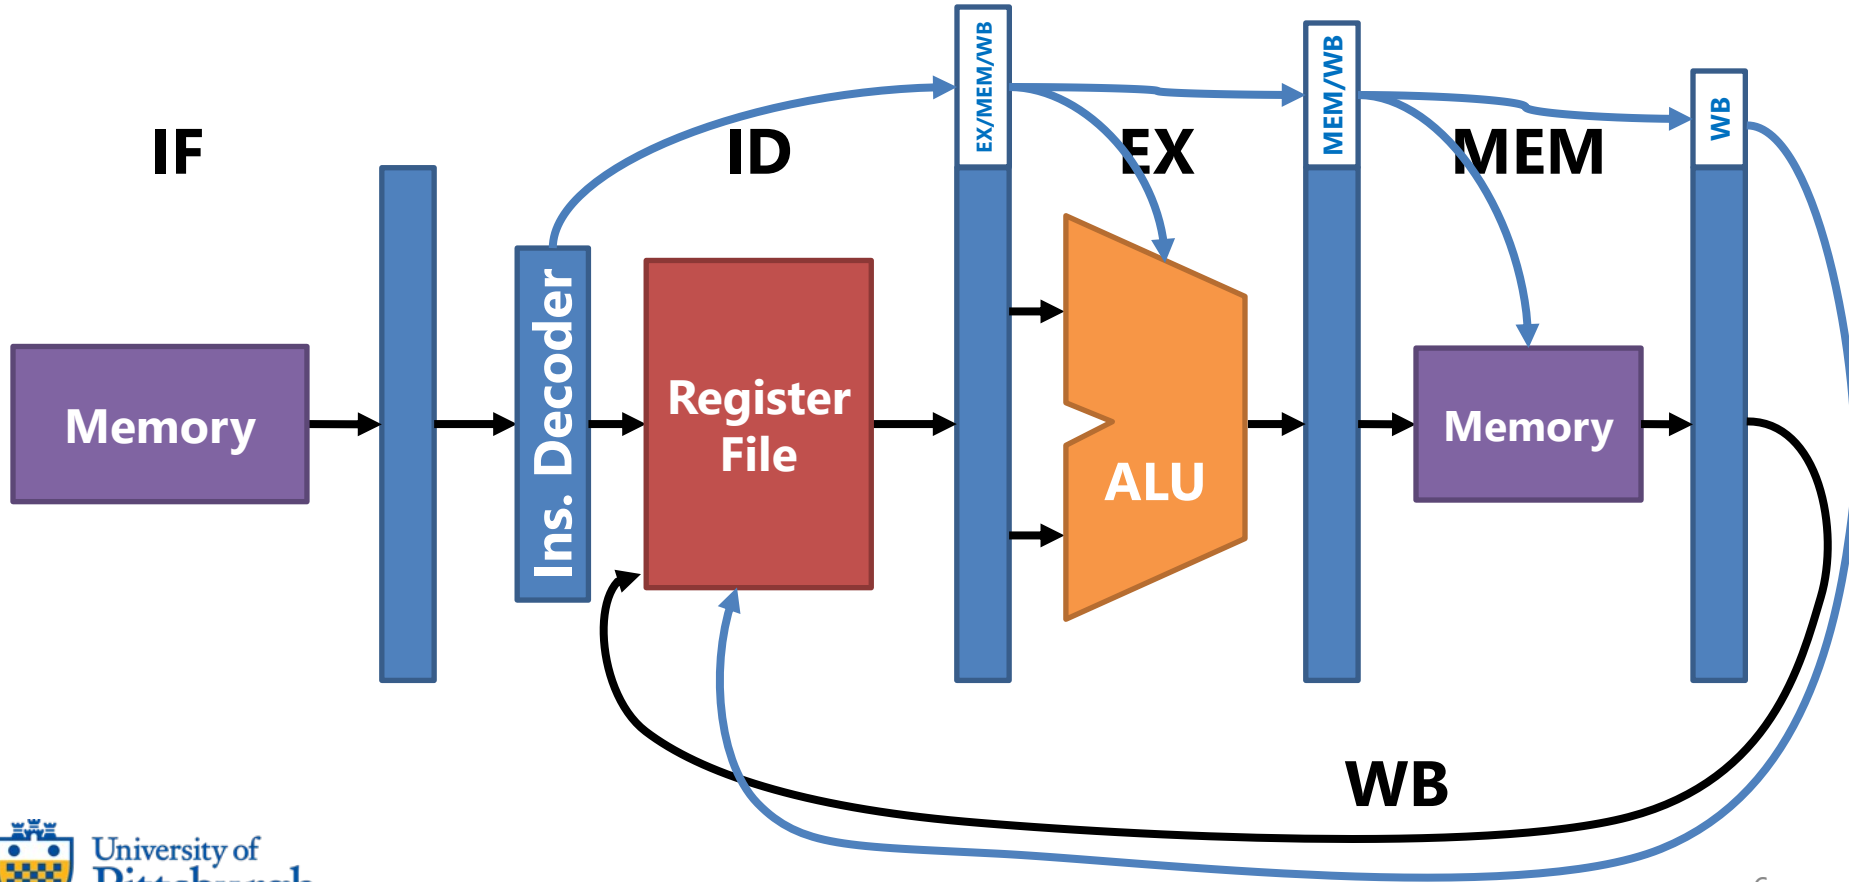 IF
ID
EX
MEM
EX/MEM/WB
MEM/WB
WB
Memory
Ins. Decoder
Register
File
ALU
Memory
WB
University of
Pittsburgh